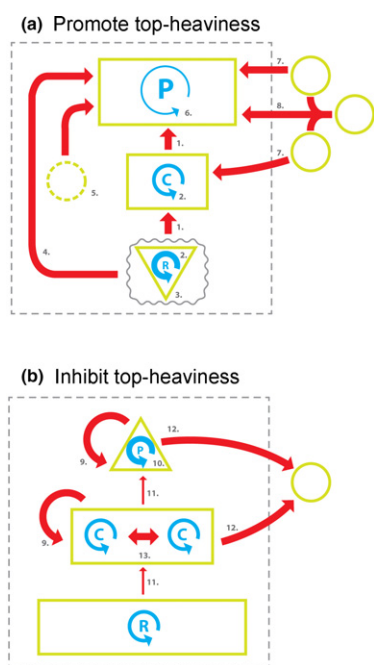 (a) Promote top-heaviness
P
6.
7.
8.
7.
1.
C
2.
5.
1.
4.
R
2.
3.
(b) Inhibit top-heaviness
P
10.
9.
12.
11.
C
C
13.
9.
12.
11.
R